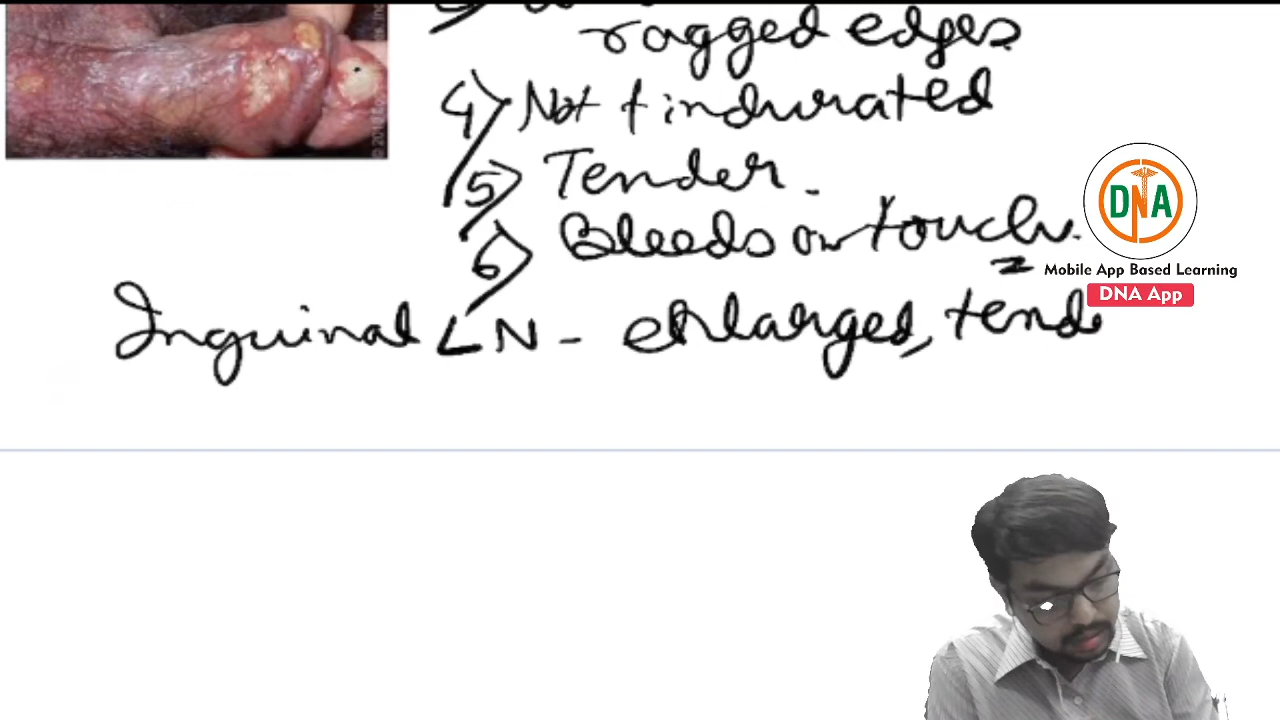 ragged edges.
4) Not indurated
5) Tender.
6) Bleeds on touch.
Inguinal LN - enlarged, tende
DNA
Mobile App Based Learning
DNA App